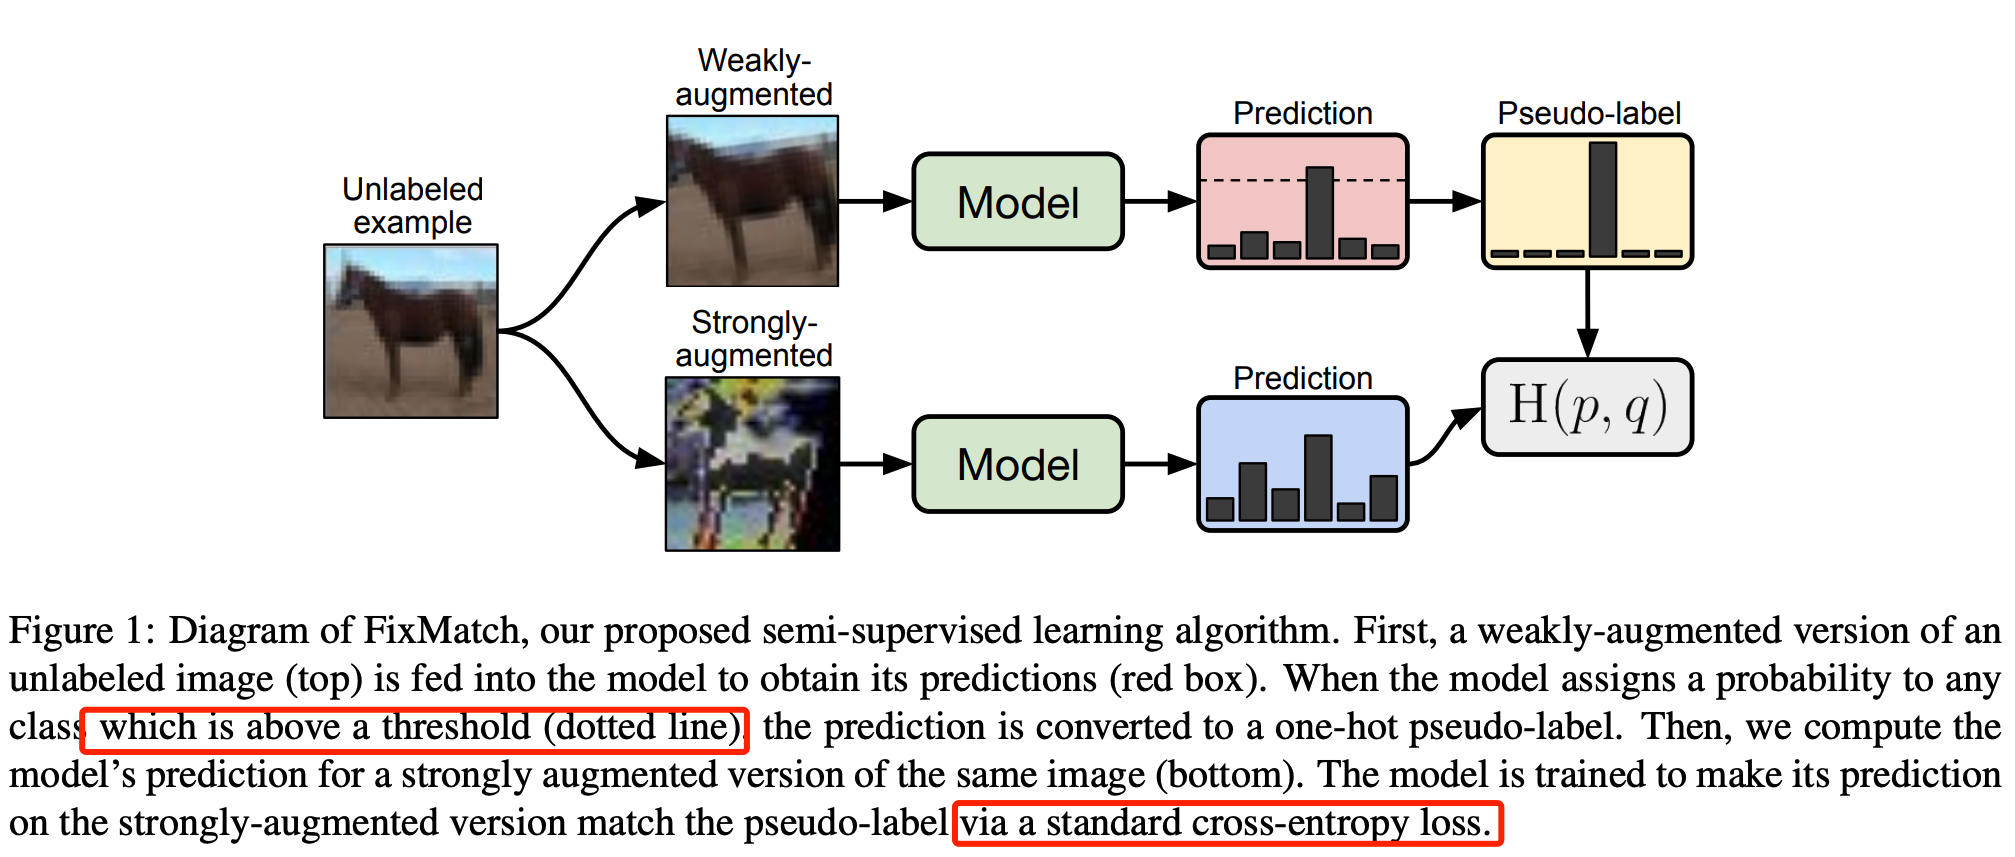 Weakly-
augmented
Prediction
Pseudo-label
Unlabeled
example
Model
Strongly-
augmented
Prediction
H(p, q)
Model
Figure 1: Diagram of FixMatch, our proposed semi-supervised learning algorithm. First, a weakly-augmented version of an
unlabeled image (top) is fed into the model to obtain its predictions (red box). When the model assigns a probability to any
class which is above a threshold (dotted line), the prediction is converted to a one-hot pseudo-label. Then, we compute the
model's prediction for a strongly augmented version of the same image (bottom). The model is trained to make its prediction
on the strongly-augmented version match the pseudo-label via a standard cross-entropy loss.